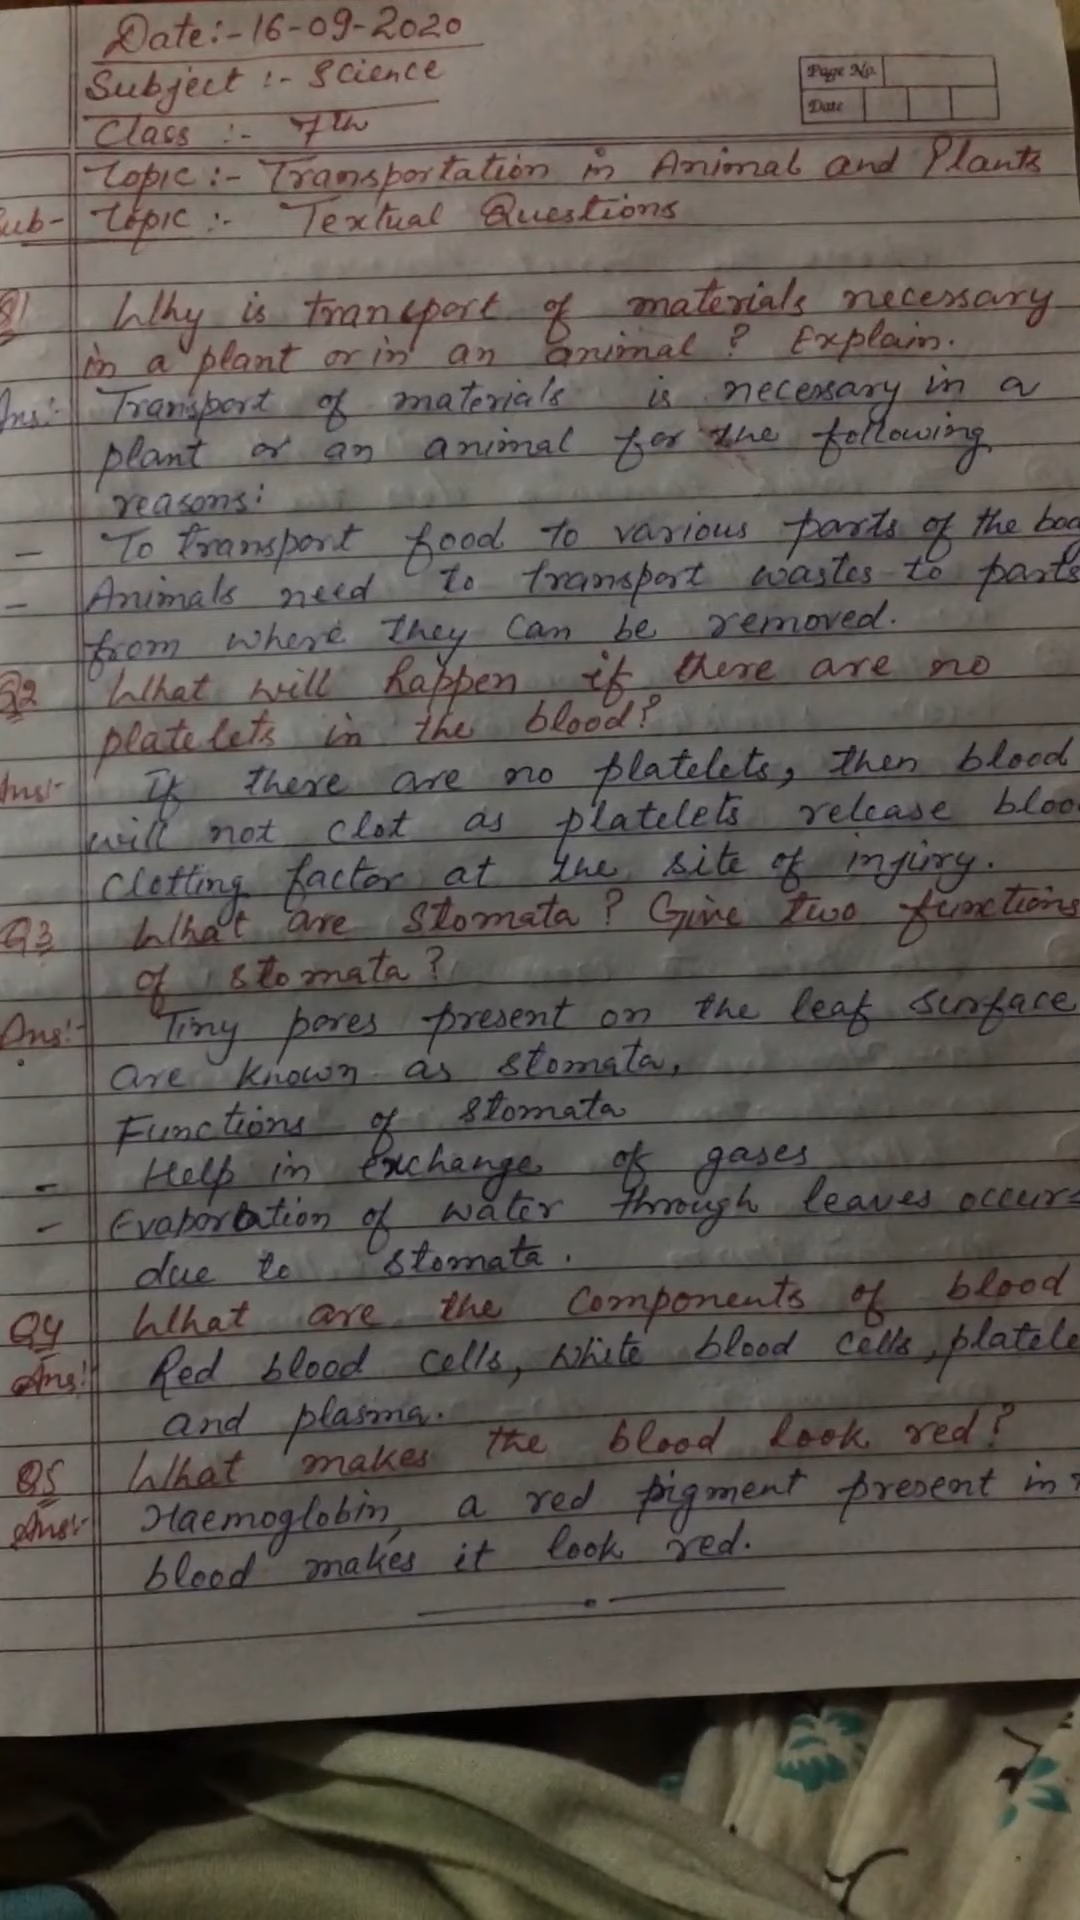 Date:-16-09-2020
Subject :- Science
Page No.
Date
Class :- 7th
Topic:- Transportation in Animal and Plants
Sub- Topic:- Textual Questions
Q1 Why is transport of materials necessary
in a plant or in an animal? Explain.
Ans:- Transport of materials is necessary in a
plant or an animal for the following
reasons:
- To transport food to various parts of the bod
- Animals need to transport wastes to parts
from where they can be removed.
Q2 What will happen if there are no
platelets in the blood?
Ans:- If there are no platelets, then blood
will not clot as platelets release bloo
clotting factor at the site of injury.
Q3 What are stomata? Give two functions
of stomata?
Ans:- Tiny pores present on the leaf surface
are known as stomata,
Functions of stomata
- Help in exchange of gases
- Evaportation of water through leaves occurs
due to stomata.
Q4 What are the components of blood
Ans:- Red blood cells, white blood cells, platele
and plasma.
Q5 What makes the blood look red?
Ans:- Haemoglobin, a red pigment present in
blood makes it look red.